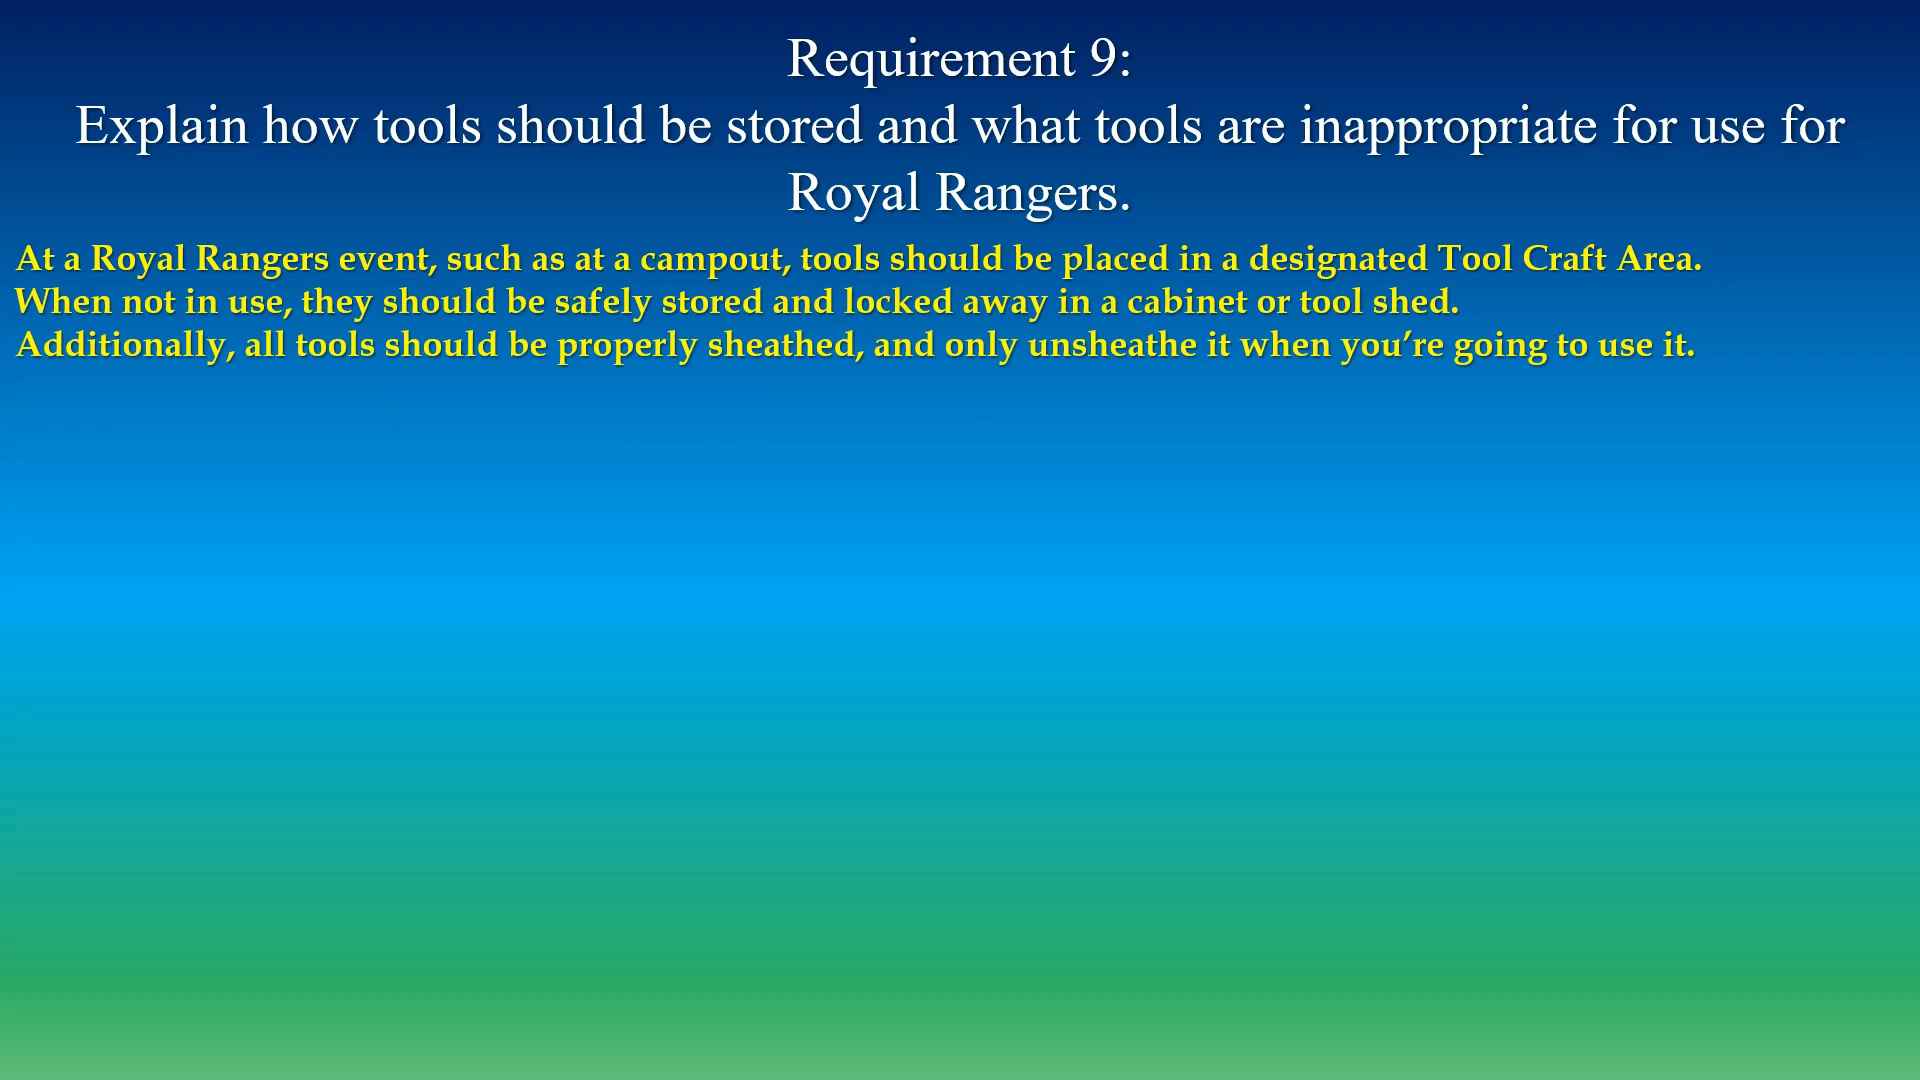 Requirement 9:
Explain how tools should be stored and what tools are inappropriate for use for
Royal Rangers.
At a Royal Rangers event, such as at a campout, tools should be placed in a designated Tool Craft Area.
When not in use, they should be safely stored and locked away in a cabinet or tool shed.
Additionally, all tools should be properly sheathed, and only unsheathe it when you’re going to use it.